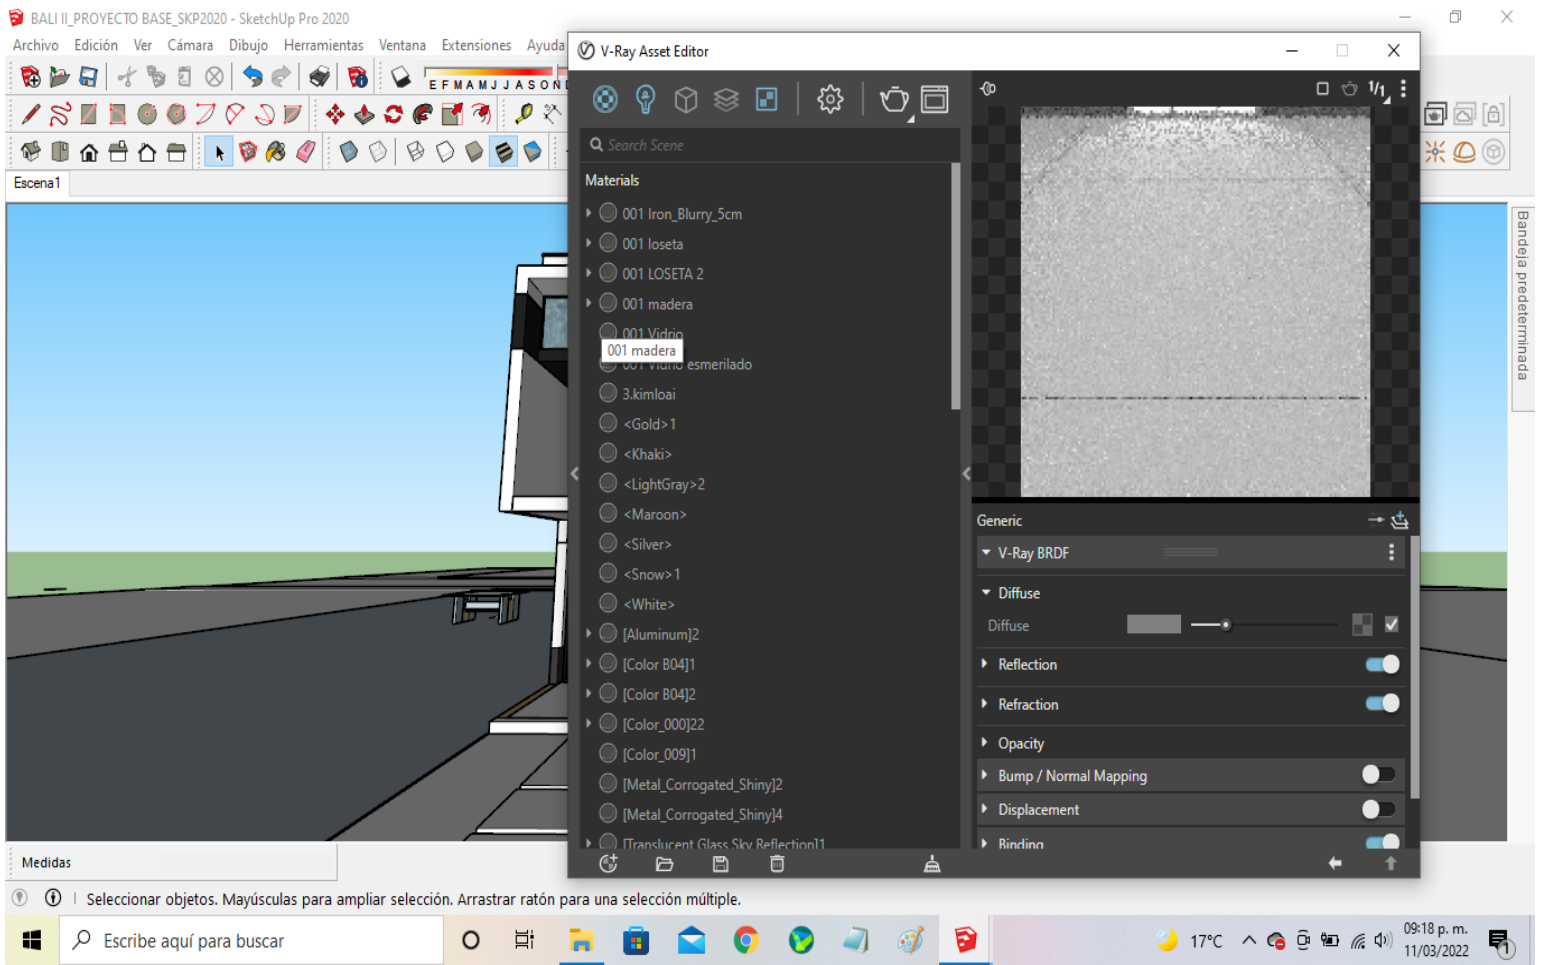 BALI II_PROYECTO BASE_SKP2020 - SketchUp Pro 2020
Archivo Edición Ver Cámara Dibujo Herramientas Ventana Extensiones Ayuda
E F M A M J J A S O N D
Escena1
V-Ray Asset Editor
Search Scene
Materials
001 Iron_Blurry_5cm
001 loseta
001 LOSETA 2
001 madera
001 Vidrio
001 madera
001 Vidrio esmerilado
3.kimloai
<Gold>1
<Khaki>
<LightGray>2
<Maroon>
<Silver>
<Snow>1
<White>
[Aluminum]2
[Color B04]1
[Color B04]2
[Color_000]22
[Color_009]1
[Metal_Corrogated_Shiny]2
[Metal_Corrogated_Shiny]4
[Translucent Glass Sky Reflection]1
1/1
Generic
V-Ray BRDF
Diffuse
Diffuse
Reflection
Refraction
Opacity
Bump / Normal Mapping
Displacement
Binding
Bandeja predeterminada
Medidas
Seleccionar objetos. Mayúsculas para ampliar selección. Arrastrar ratón para una selección múltiple.
Escribe aquí para buscar
17°C
09:18 p. m.
11/03/2022
1